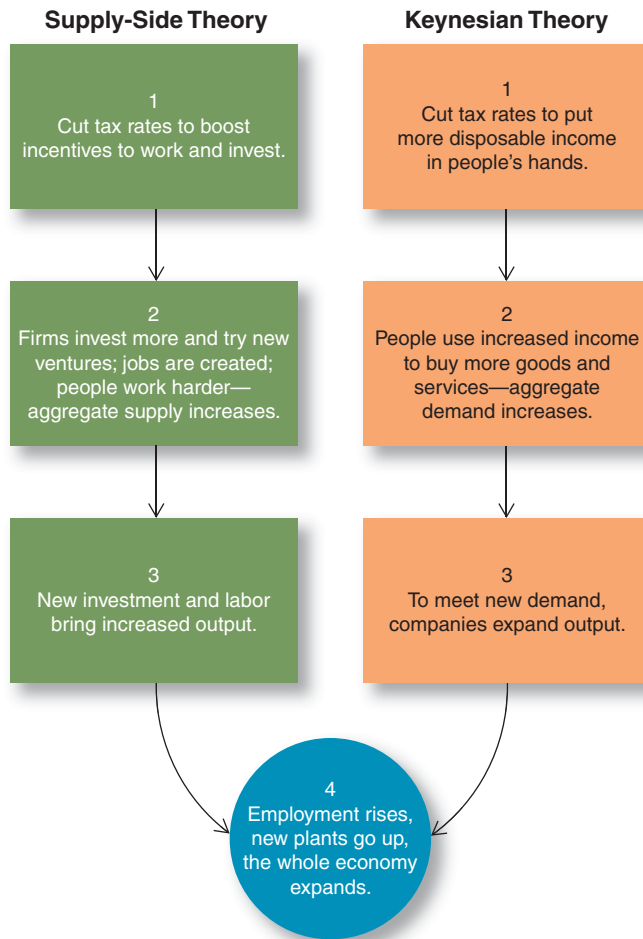 Supply-Side Theory
1
Cut tax rates to boost
incentives to work and invest.
2
Firms invest more and try new
ventures; jobs are created;
people work harder—
aggregate supply increases.
3
New investment and labor
bring increased output.
Keynesian Theory
1
Cut tax rates to put
more disposable income
in people’s hands.
2
People use increased income
to buy more goods and
services—aggregate
demand increases.
3
To meet new demand,
companies expand output.
4
Employment rises,
new plants go up,
the whole economy
expands.